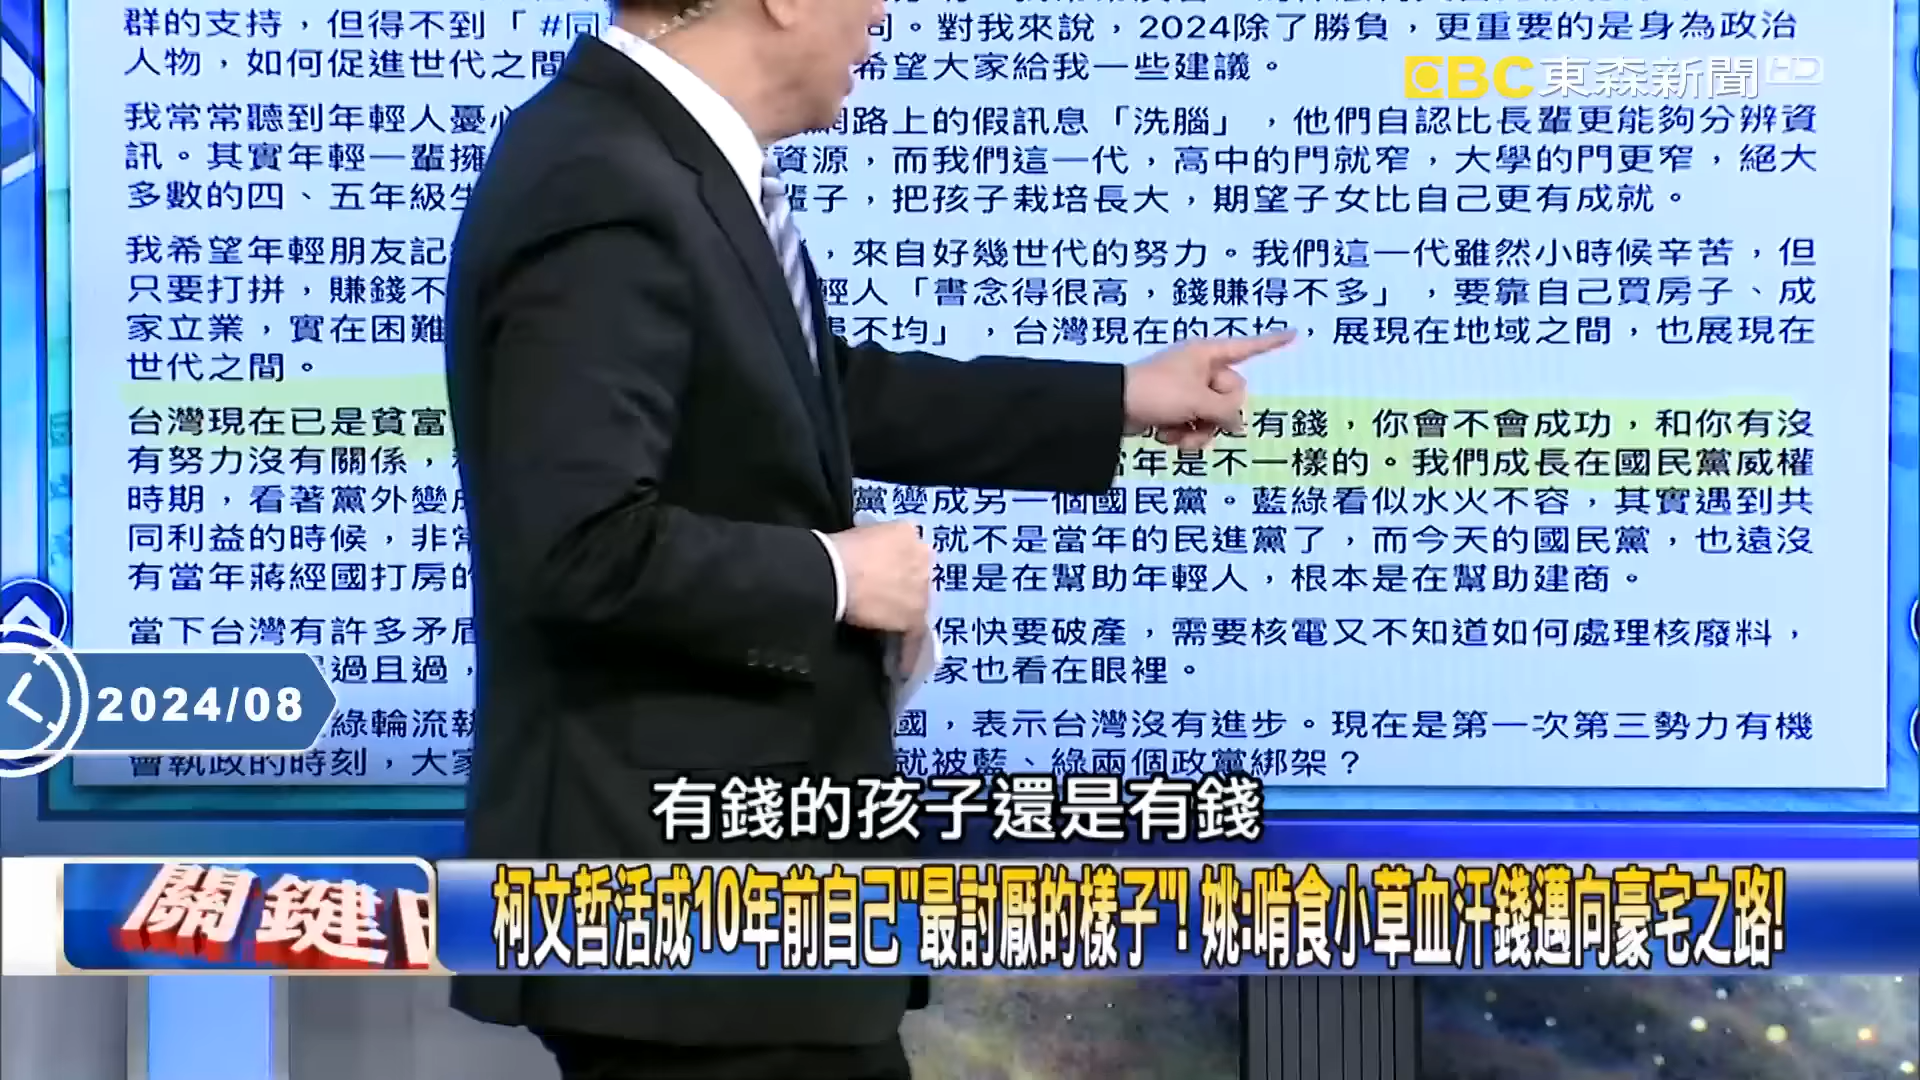 群的支持，但得不到「#同
同。對我來說，2024除了勝負，更重要的是身為政治
人物，如何促進世代之間
希望大家給我一些建議。
EBC東森新聞HD
我常常聽到年輕人憂心
網路上的假訊息「洗腦」，他們自認比長輩更能夠分辨資
訊。其實年輕一輩擁
資源，而我們這一代，高中的門就窄，大學的門更窄，絕大
多數的四、五年級生
輩子，把孩子栽培長大，期望子女比自己更有成就。
我希望年輕朋友記
，來自好幾世代的努力。我們這一代雖然小時候辛苦，但
只要打拼，賺錢不
輕人「書念得很高，錢賺得不多」，要靠自己買房子、成
家立業，實在困難
患不均」，台灣現在的不均，展現在地域之間，也展現在
世代之間。
台灣現在已是貧富
是有錢，你會不會成功，和你有沒
有努力沒有關係，
當年是不一樣的。我們成長在國民黨威權
時期，看著黨外變成
黨變成另一個國民黨。藍綠看似水火不容，其實遇到共
同利益的時候，非常
就不是當年的民進黨了，而今天的國民黨，也遠沒
有當年蔣經國打房的
裡是在幫助年輕人，根本是在幫助建商。
當下台灣有許多矛盾
保快要破產，需要核電又不知道如何處理核廢料，
過且過，
家也看在眼裡。
2024/08
綠輪流執
國，表示台灣沒有進步。現在是第一次第三勢力有機
會執政的時刻，大家
就被藍、綠兩個政黨綁架？
有錢的孩子還是有錢
關鍵
柯文哲活成10年前自己"最討厭的樣子"！姚:啃食小草血汗錢邁向豪宅之路!